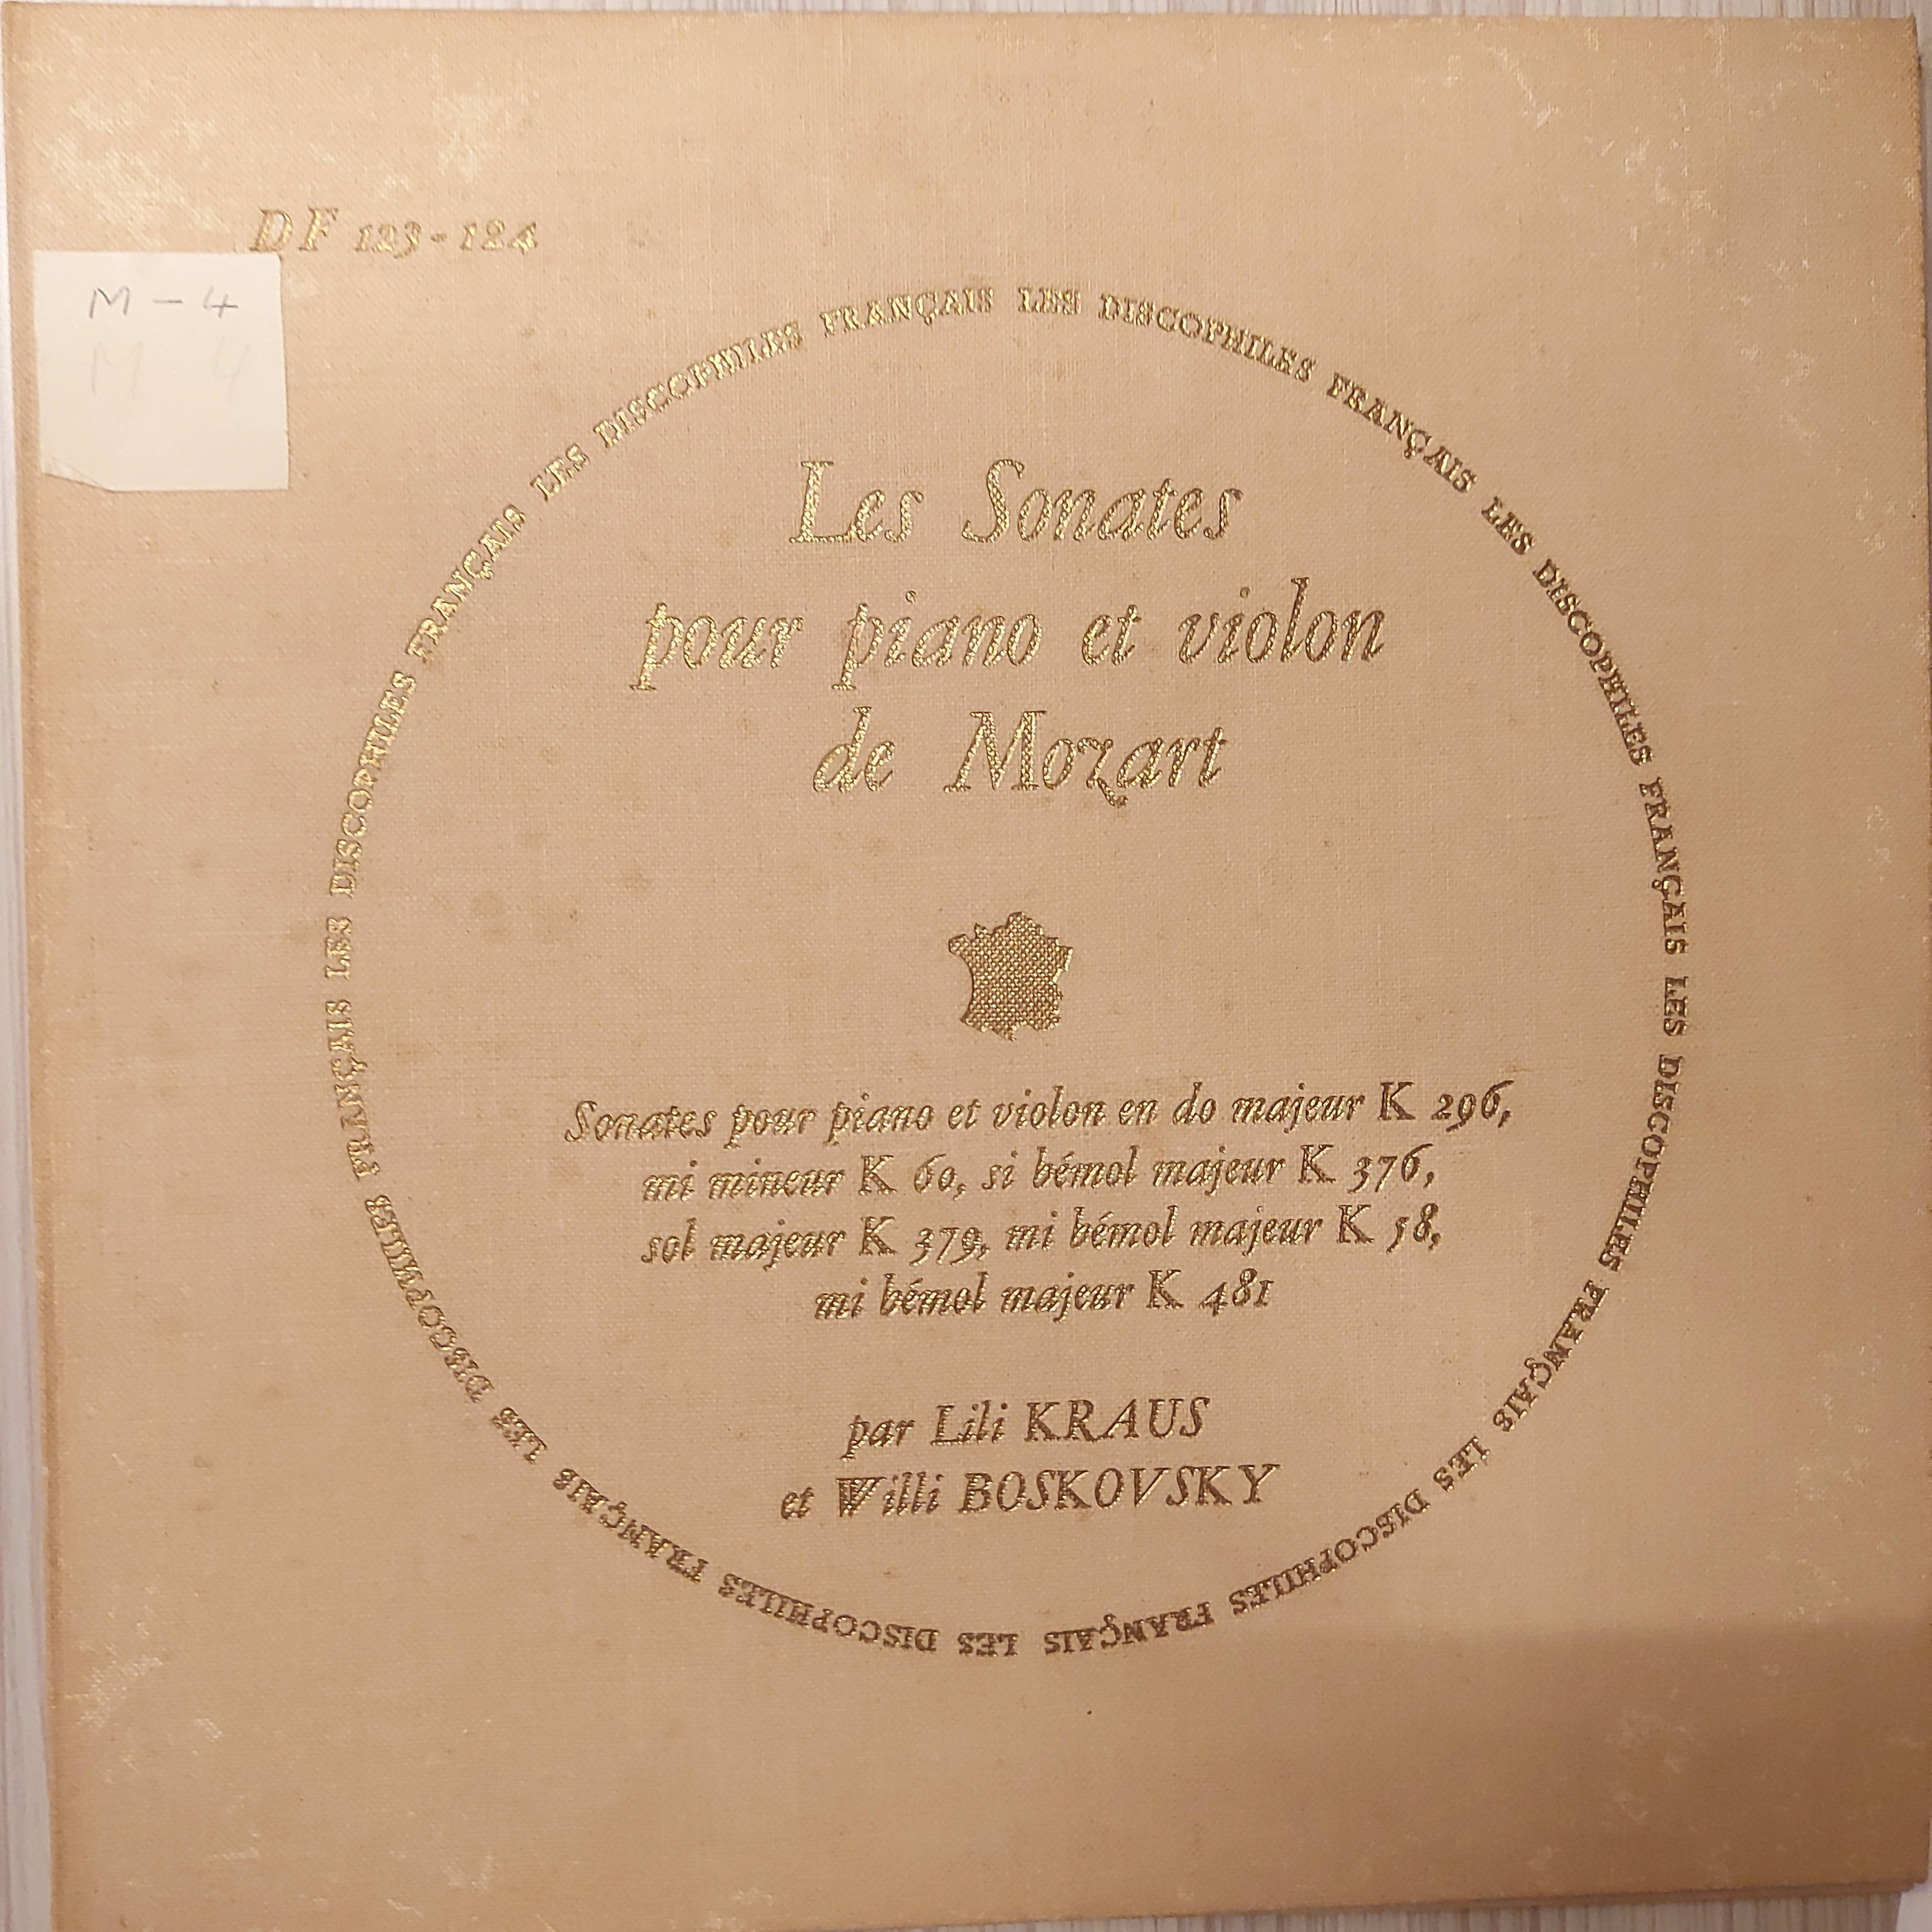 DF 123-124
M - 4
M 4
LES DISCOPHILES FRANÇAIS LES DISCOPHILES FRANÇAIS LES DISCOPHILES FRANÇAIS LES DISCOPHILES FRANÇAIS LES DISCOPHILES FRANÇAIS LES DISCOPHILES FRANÇAIS LES DISCOPHILES FRANÇAIS LES DISCOPHILES FRANÇAIS
Les Sonates
pour piano et violon
de Mozart
Sonates pour piano et violon en do majeur K 296,
mi mineur K 60, si bémol majeur K 376,
sol majeur K 379, mi bémol majeur K 58,
mi bémol majeur K 481
par Lili KRAUS
et Willi BOSKOVSKY